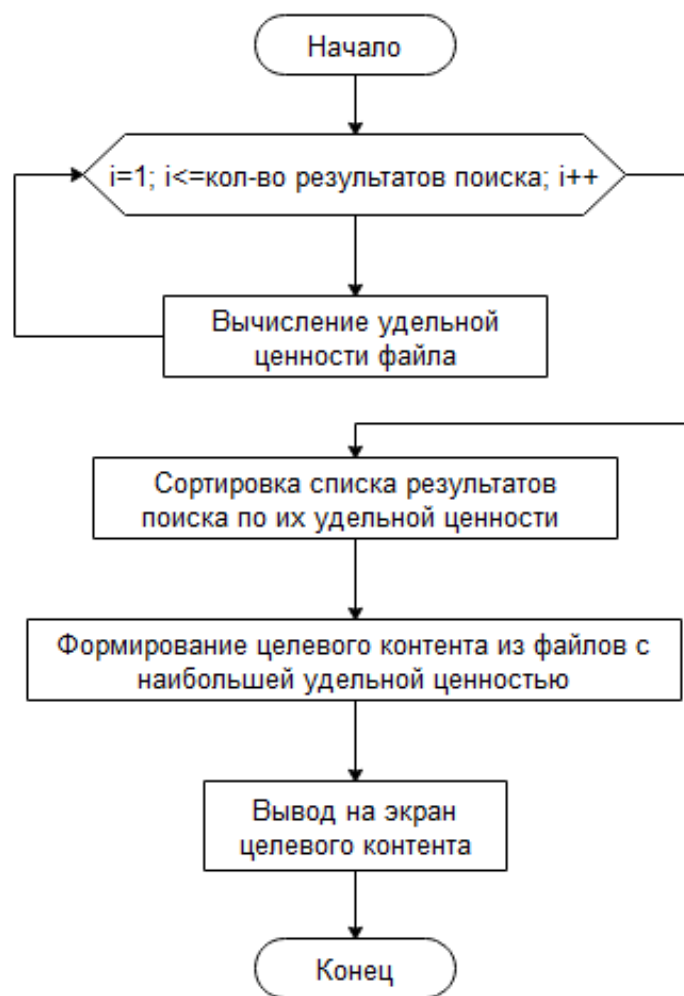 Начало
i=1; i<=кол-во результатов поиска; i++
Вычисление удельной
ценности файла
Сортировка списка результатов
поиска по их удельной ценности
Формирование целевого контента из файлов с
наибольшей удельной ценностью
Вывод на экран
целевого контента
Конец